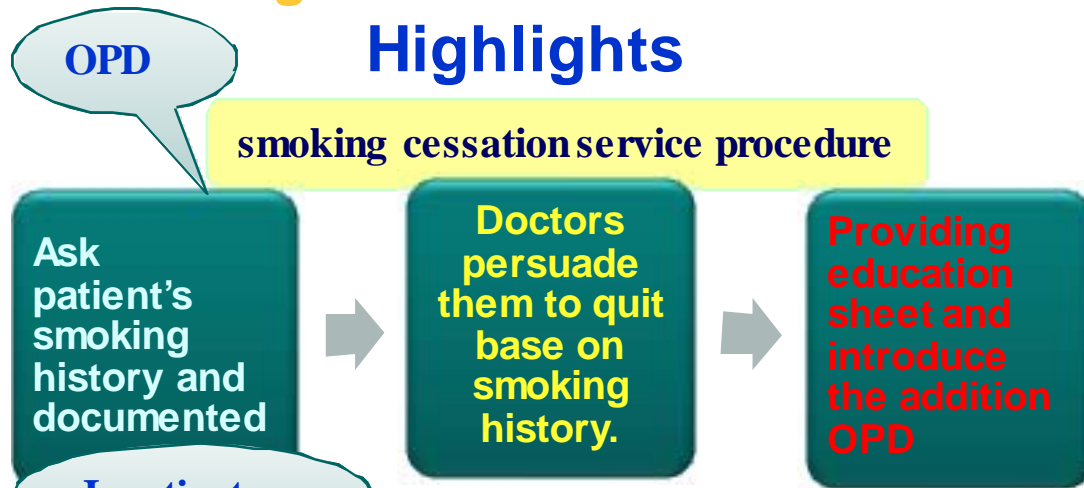 Highlights
OPD
smoking cessation service procedure
Ask
patient's
smoking
history and
documented
Doctors
persuade
them to quit
base on
smoking
history.
Providing
education
sheet and
introduce
the addition
OPD